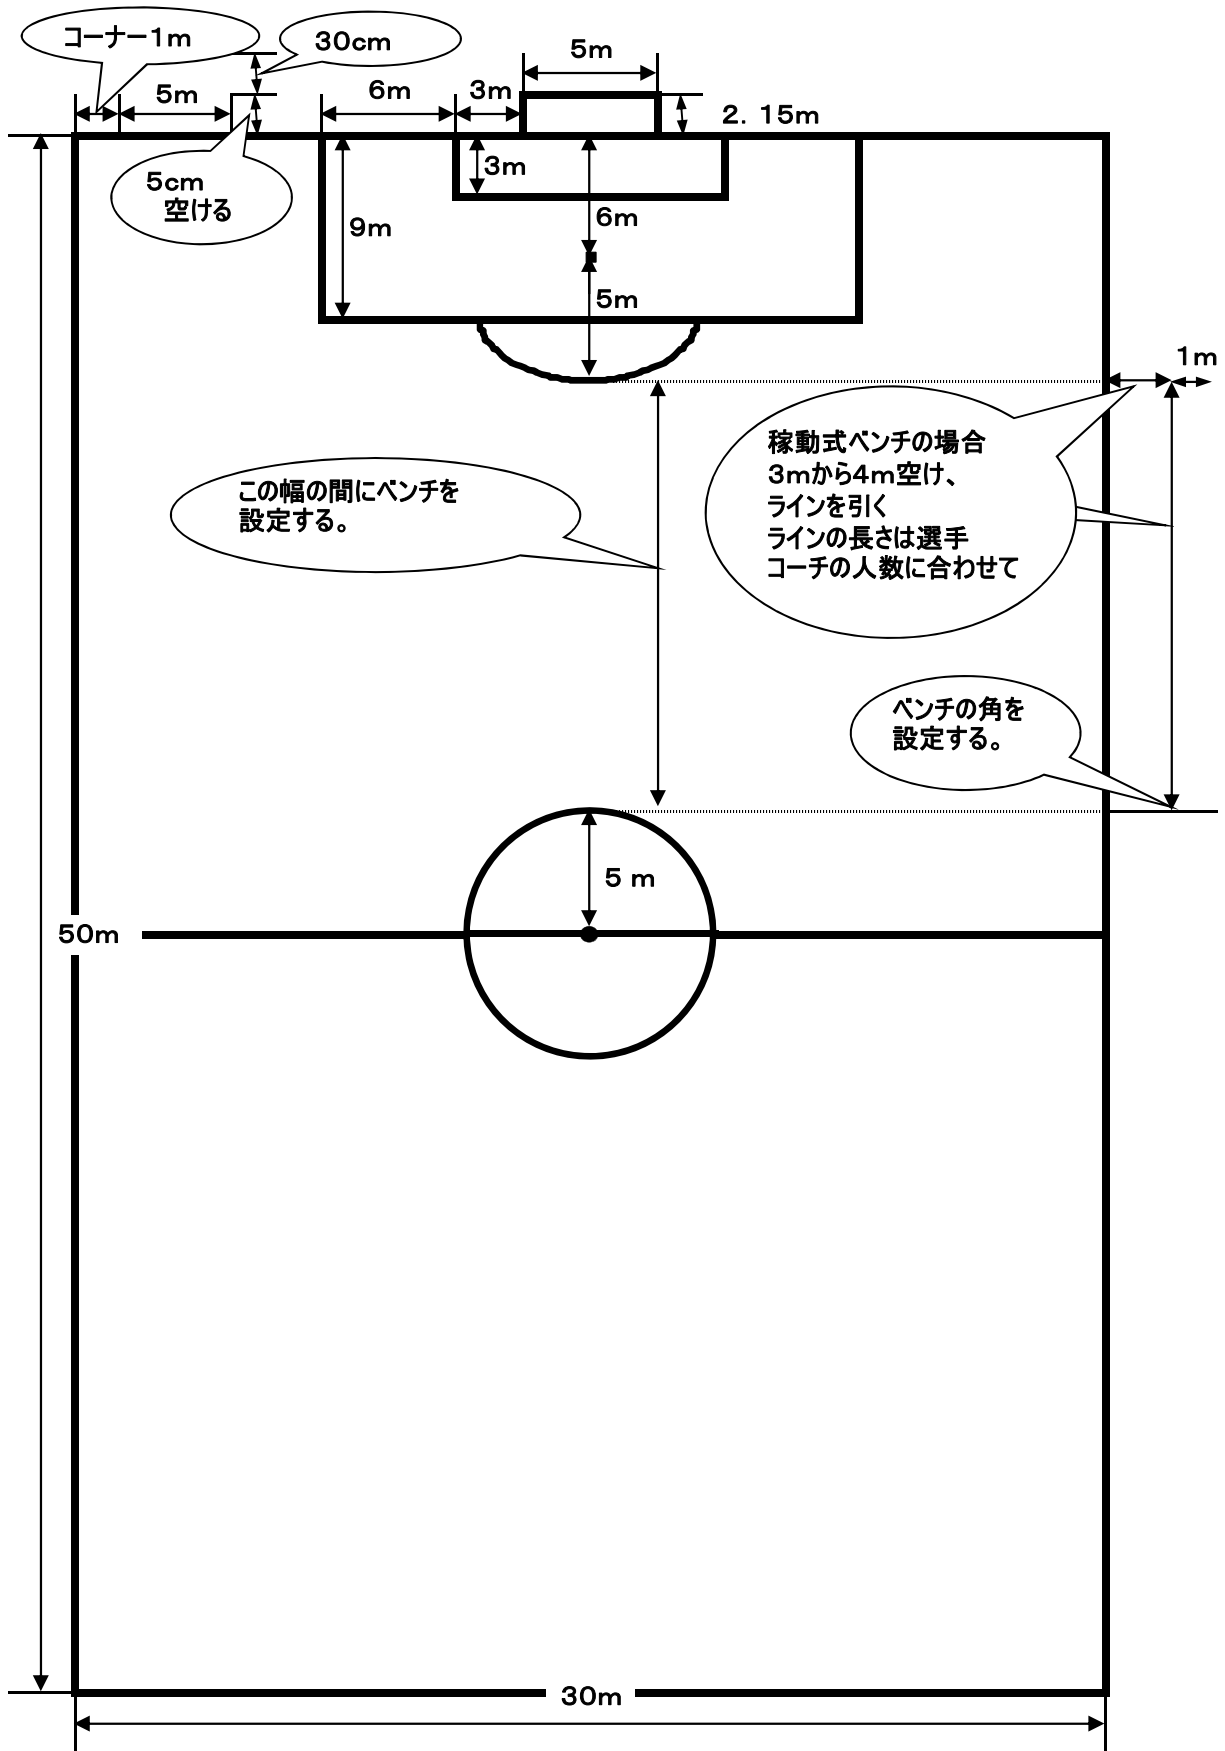 コーナー1m
30cm
5m
5m
6m
3m
2．15m
5cm
空ける
3m
9m
6m
5m
1m
稼動式ベンチの場合
3mから4m空け、
ラインを引く
ラインの長さは選手
コーチの人数に合わせて
この幅の間にベンチを
設定する。
ベンチの角を
設定する。
5 m
50m
30m